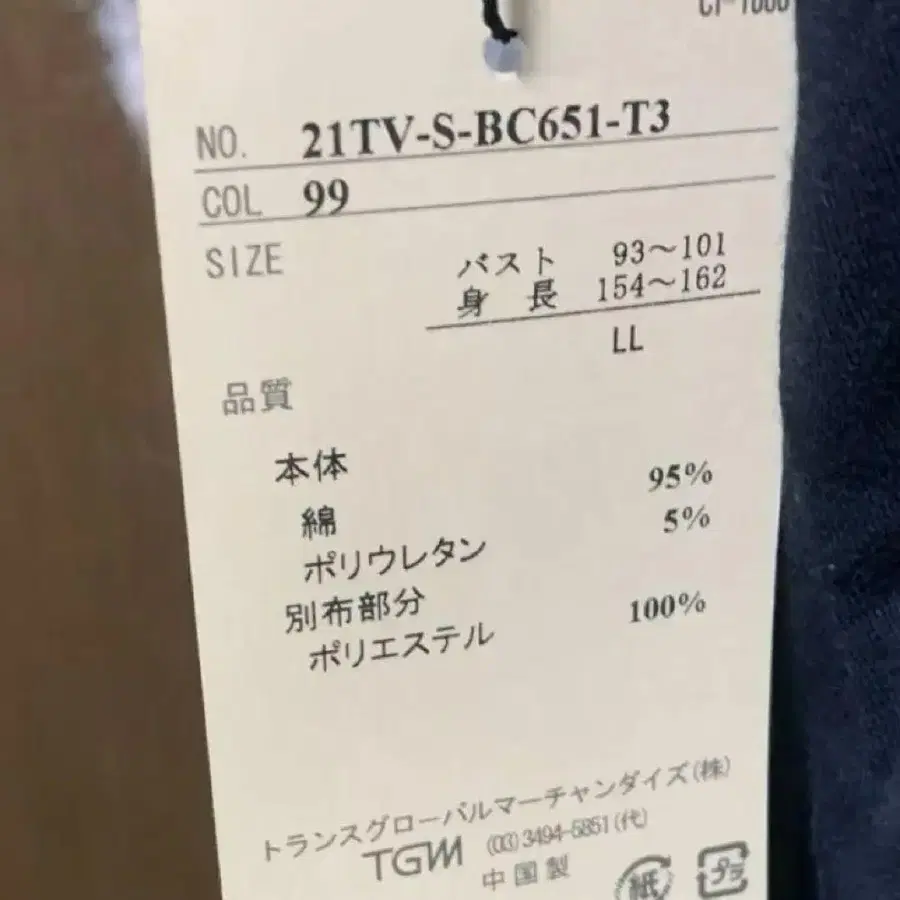 NO. 21TV-S-BC651-T3
COL 99
SIZE バスト 93〜101
身 長 154〜162
LL
品質
本体 95%
綿 5%
ポリウレタン
別布部分 100%
ポリエステル
トランスグローバルマーチャンダイズ(株)
TGM (03)3494-5851(代)
中国製
紙 プラ